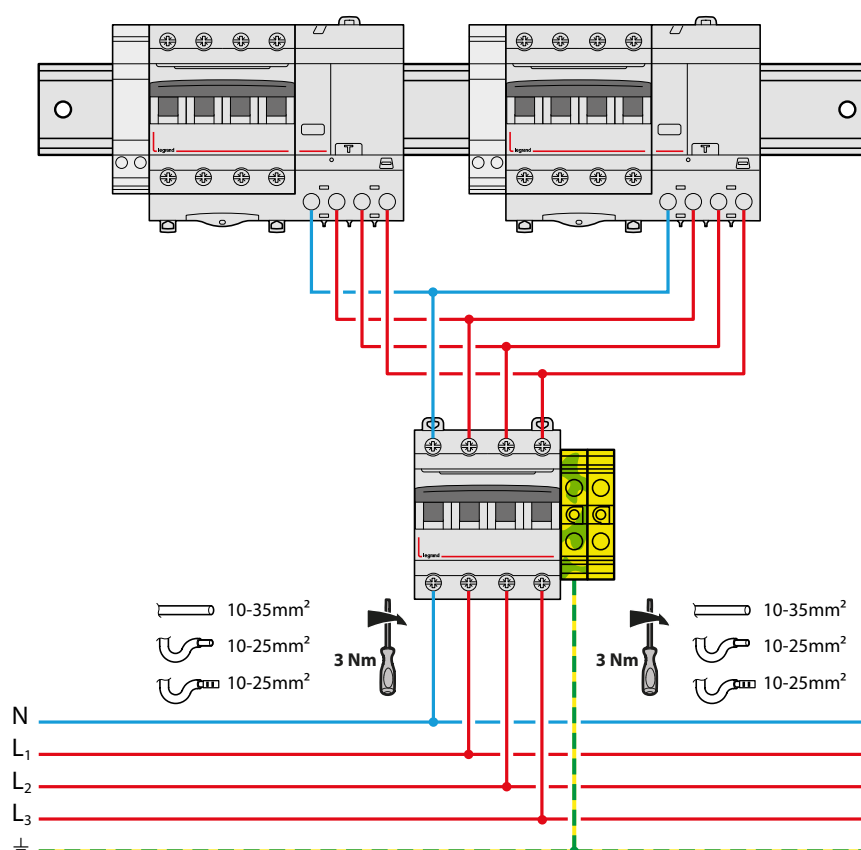 legrand
T
legrand
T
legrand
10-35mm²
10-25mm²
10-25mm²
3 Nm
3 Nm
10-35mm²
10-25mm²
10-25mm²
N
L₁
L₂
L₃